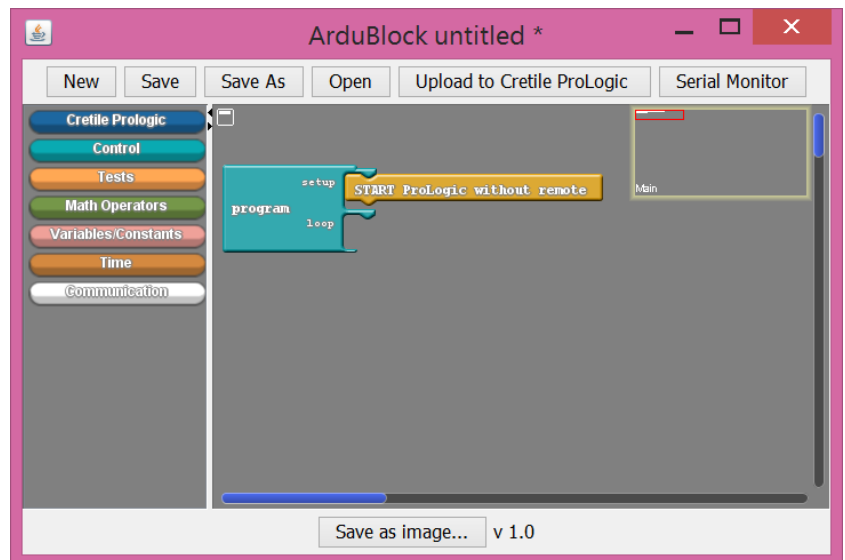 ArduBlock untitled *
New Save Save As Open Upload to Cretile ProLogic Serial Monitor
Cretile Prologic
Control
Tests
Math Operators
Variables/Constants
Time
Communication
program
setup
START ProLogic without remote
loop
Main
Save as image... v 1.0